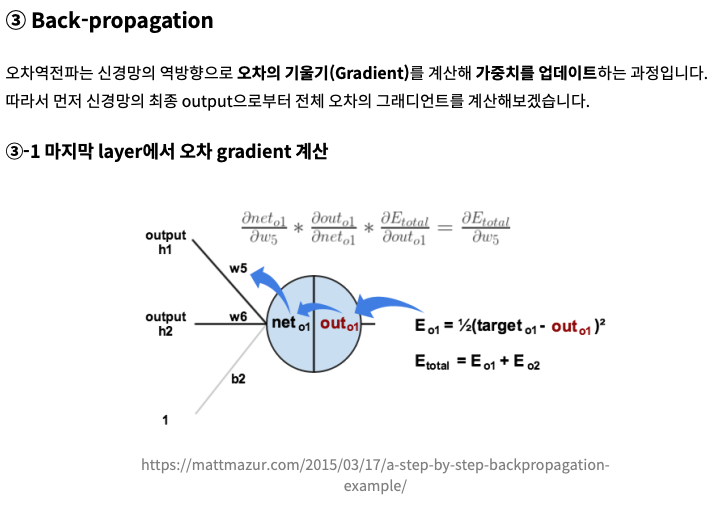 ③ Back-propagation
오차역전파는 신경망의 역방향으로 오차의 기울기(Gradient)를 계산해 가중치를 업데이트하는 과정입니다.
따라서 먼저 신경망의 최종 output으로부터 전체 오차의 그래디언트를 계산해보겠습니다.
③-1 마지막 layer에서 오차 gradient 계산
∂net_o1/∂w_5 * ∂out_o1/∂net_o1 * ∂E_total/∂out_o1 = ∂E_total/∂w_5
output
h1
w5
output
h2
w6
net o1
out o1
E o1 = ½(target o1 - out o1 )²
E total = E o1 + E o2
b2
1
https://mattmazur.com/2015/03/17/a-step-by-step-backpropagation-
example/